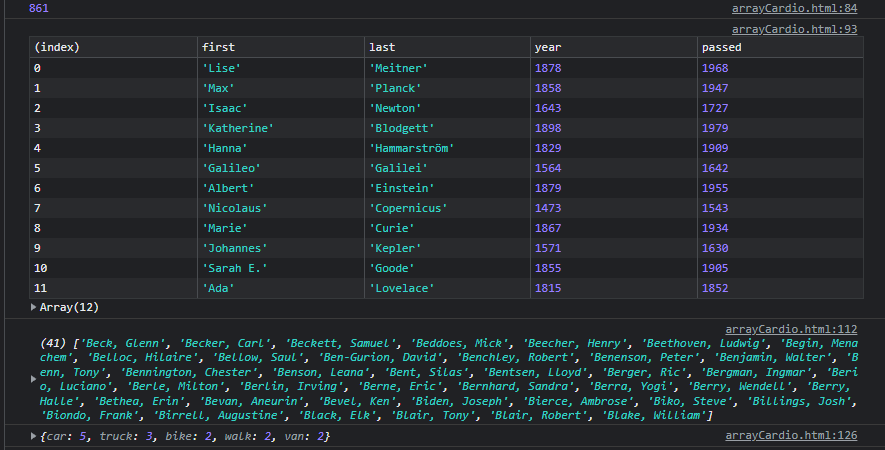 861 arrayCardio.html:84
arrayCardio.html:93
(index) first last year passed
0 'Lise' 'Meitner' 1878 1968
1 'Max' 'Planck' 1858 1947
2 'Isaac' 'Newton' 1643 1727
3 'Katherine' 'Blodgett' 1898 1979
4 'Hanna' 'Hammarström' 1829 1909
5 'Galileo' 'Galilei' 1564 1642
6 'Albert' 'Einstein' 1879 1955
7 'Nicolaus' 'Copernicus' 1473 1543
8 'Marie' 'Curie' 1867 1934
9 'Johannes' 'Kepler' 1571 1630
10 'Sarah E.' 'Goode' 1855 1905
11 'Ada' 'Lovelace' 1815 1852
Array(12)
arrayCardio.html:112
(41) ['Beck, Glenn', 'Becker, Carl', 'Beckett, Samuel', 'Beddoes, Mick', 'Beecher, Henry', 'Beethoven, Ludwig', 'Begin, Mena
chem', 'Belloc, Hilaire', 'Bellow, Saul', 'Ben-Gurion, David', 'Benchley, Robert', 'Benenson, Peter', 'Benjamin, Walter', 'B
enn, Tony', 'Bennington, Chester', 'Benson, Leana', 'Bent, Silas', 'Bentsen, Lloyd', 'Berger, Ric', 'Bergman, Ingmar', 'Beri
o, Luciano', 'Berle, Milton', 'Berlin, Irving', 'Berne, Eric', 'Bernhard, Sandra', 'Berra, Yogi', 'Berry, Wendell', 'Berry,
Halle', 'Bethea, Erin', 'Bevan, Aneurin', 'Bevel, Ken', 'Biden, Joseph', 'Bierce, Ambrose', 'Biko, Steve', 'Billings, Josh',
'Biondo, Frank', 'Birrell, Augustine', 'Black, Elk', 'Blair, Tony', 'Blair, Robert', 'Blake, William']
{car: 5, truck: 3, bike: 2, walk: 2, van: 2} arrayCardio.html:126